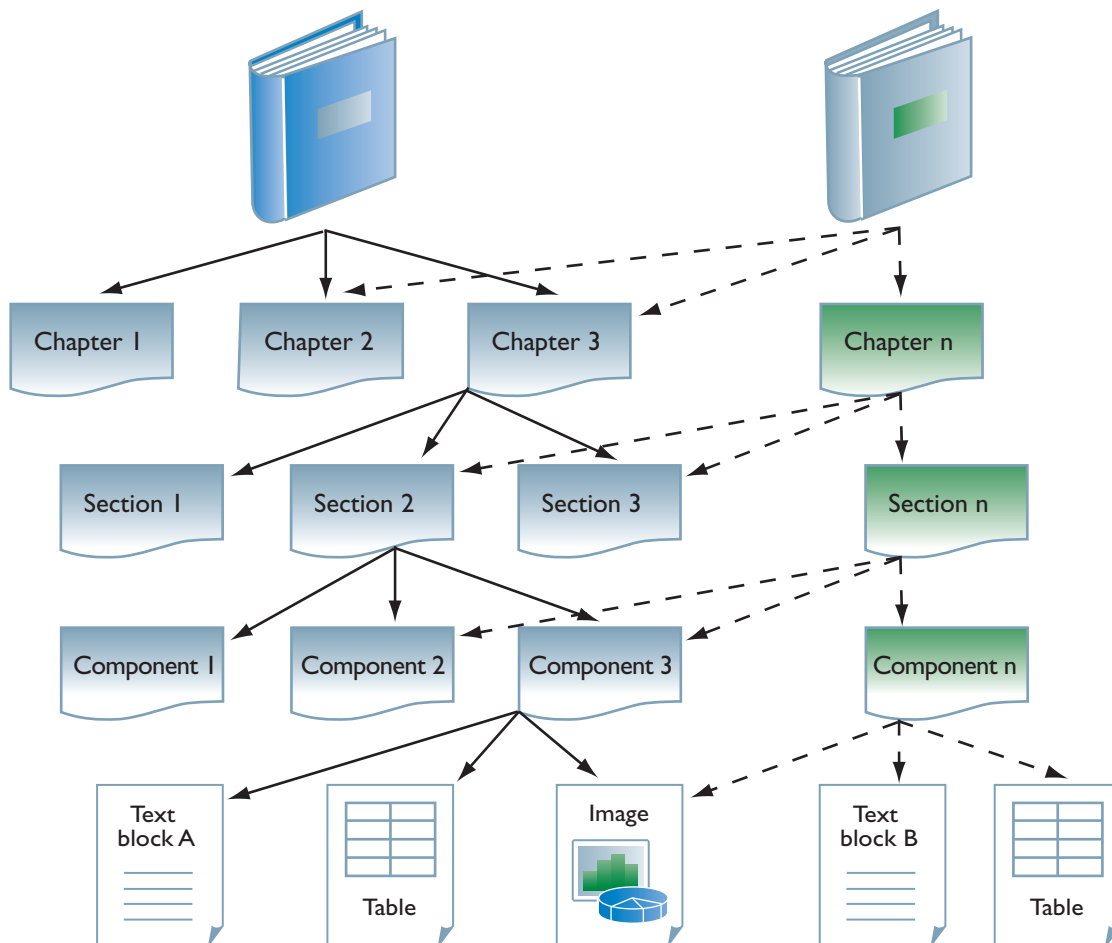 Chapter 1
Chapter 2
Chapter 3
Chapter n
Section 1
Section 2
Section 3
Section n
Component 1
Component 2
Component 3
Component n
Text
block A
Table
Image
Text
block B
Table